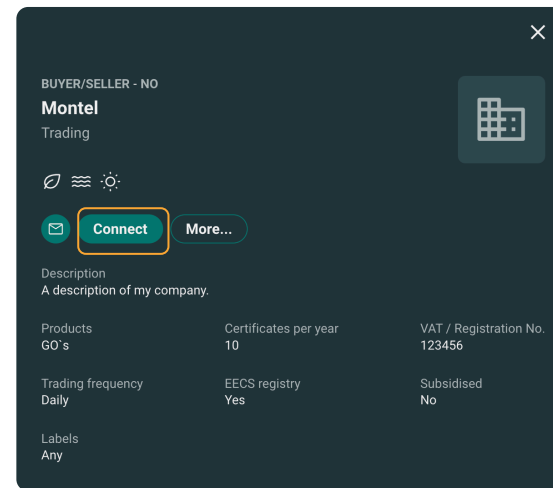 BUYER/SELLER - NO
Montel
Trading
Connect
More...
Description
A description of my company.
Products
Certificates per year
VAT / Registration No.
GO`s
10
123456
Trading frequency
EECS registry
Subsidised
Daily
Yes
No
Labels
Any